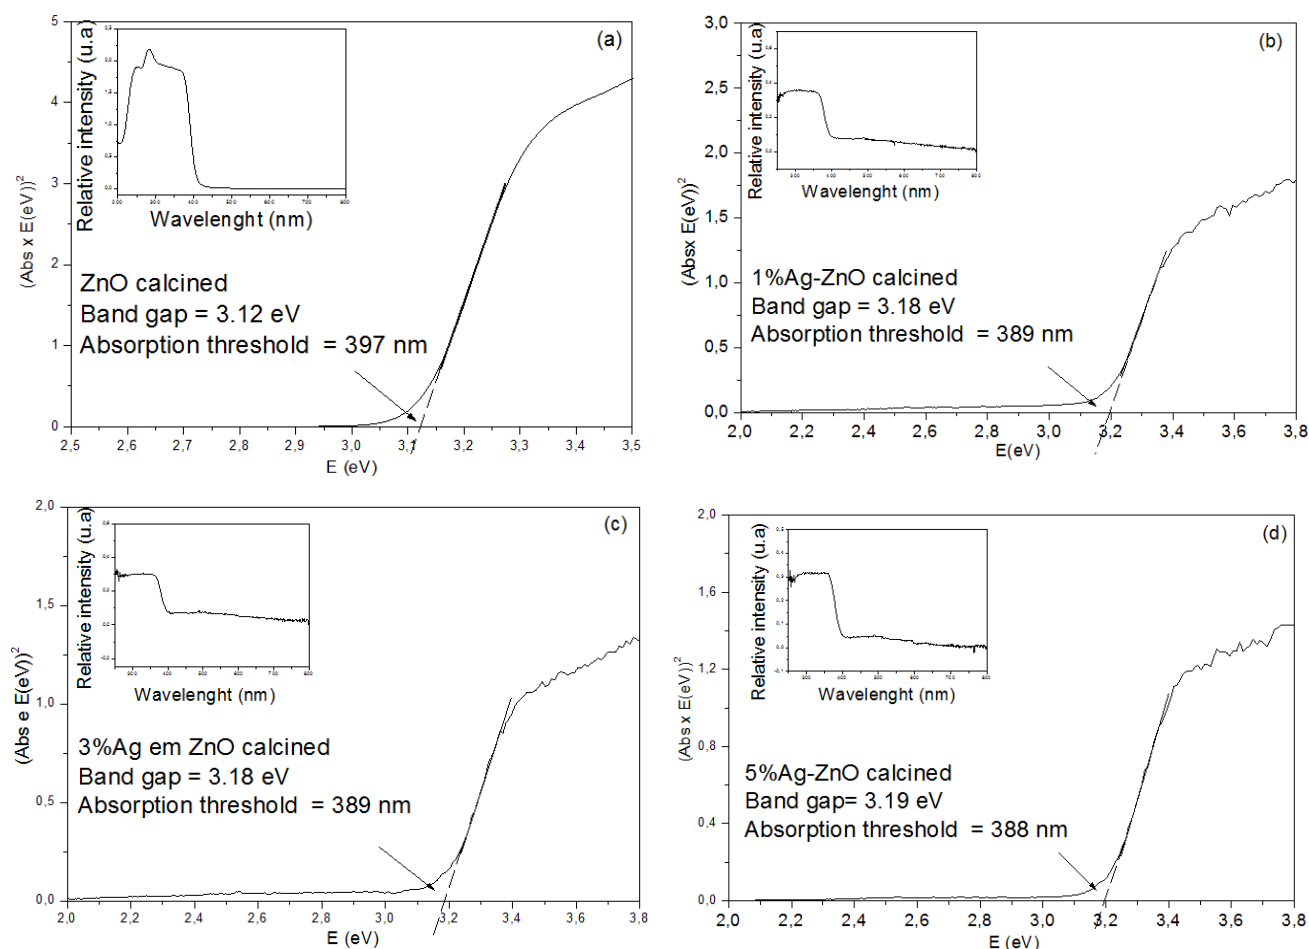 (a)
5
4
3
2
1
0
(Abs x E(eV))²
2,5 2,6 2,7 2,8 2,9 3,0 3,1 3,2 3,3 3,4 3,5
E (eV)
Relative intensity (u.a)
Wavelenght (nm)
ZnO calcined
Band gap = 3.12 eV
Absorption threshold = 397 nm
(b)
3,0
2,5
2,0
1,5
1,0
0,5
0,0
(Absx E(eV))²
2,0 2,2 2,4 2,6 2,8 3,0 3,2 3,4 3,6 3,8
E(eV)
Relative intensity (u.a)
Wavelenght (nm)
1%Ag-ZnO calcined
Band gap = 3.18 eV
Absorption threshold = 389 nm
(c)
2,0
1,5
1,0
0,5
0,0
(Abs e E(eV))²
2,0 2,2 2,4 2,6 2,8 3,0 3,2 3,4 3,6 3,8
E (eV)
Relative intensity (u.a)
Wavelenght (nm)
3%Ag em ZnO calcined
Band gap = 3.18 eV
Absorption threshold = 389 nm
(d)
2,0
1,6
1,2
0,8
0,4
0,0
(Abs x E(eV))²
2,0 2,2 2,4 2,6 2,8 3,0 3,2 3,4 3,6 3,8
E (eV)
Relative intensity (u.a)
Wavelenght (nm)
5%Ag-ZnO calcined
Band gap= 3.19 eV
Absorption threshold = 388 nm